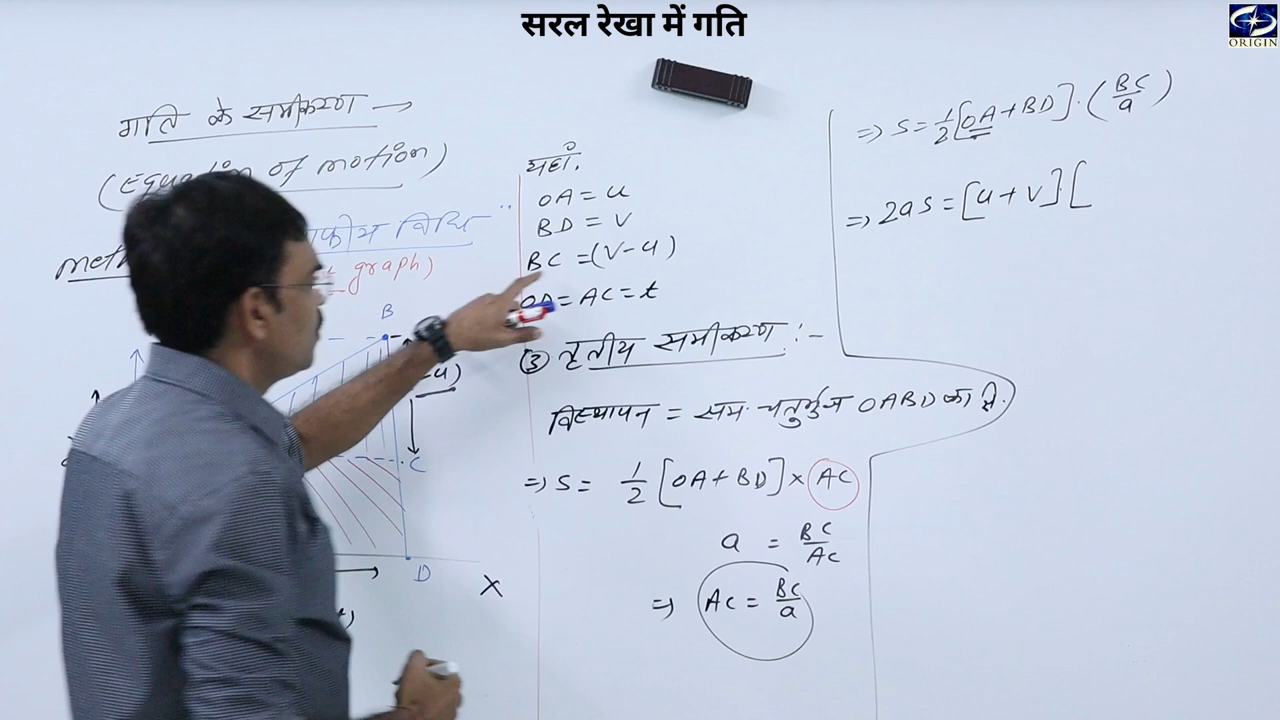 सरल रेखा में गति
ORIGIN
गति के समीकरण →
(Equation of motion)
विधि
graph)
B
C
D
X
यहाँ,
OA = u
BD = v
BC = (v-u)
OD = AC = t
③ तृतीय समीकरण :-
विस्थापन = सम. चतुर्भुज OABD का क्षे.
=> S = 1/2 [OA+BD] × AC
a = BC/AC
=> AC = BC/a
=> S = 1/2 [OA+BD].(BC/a)
=> 2as = [u+v][